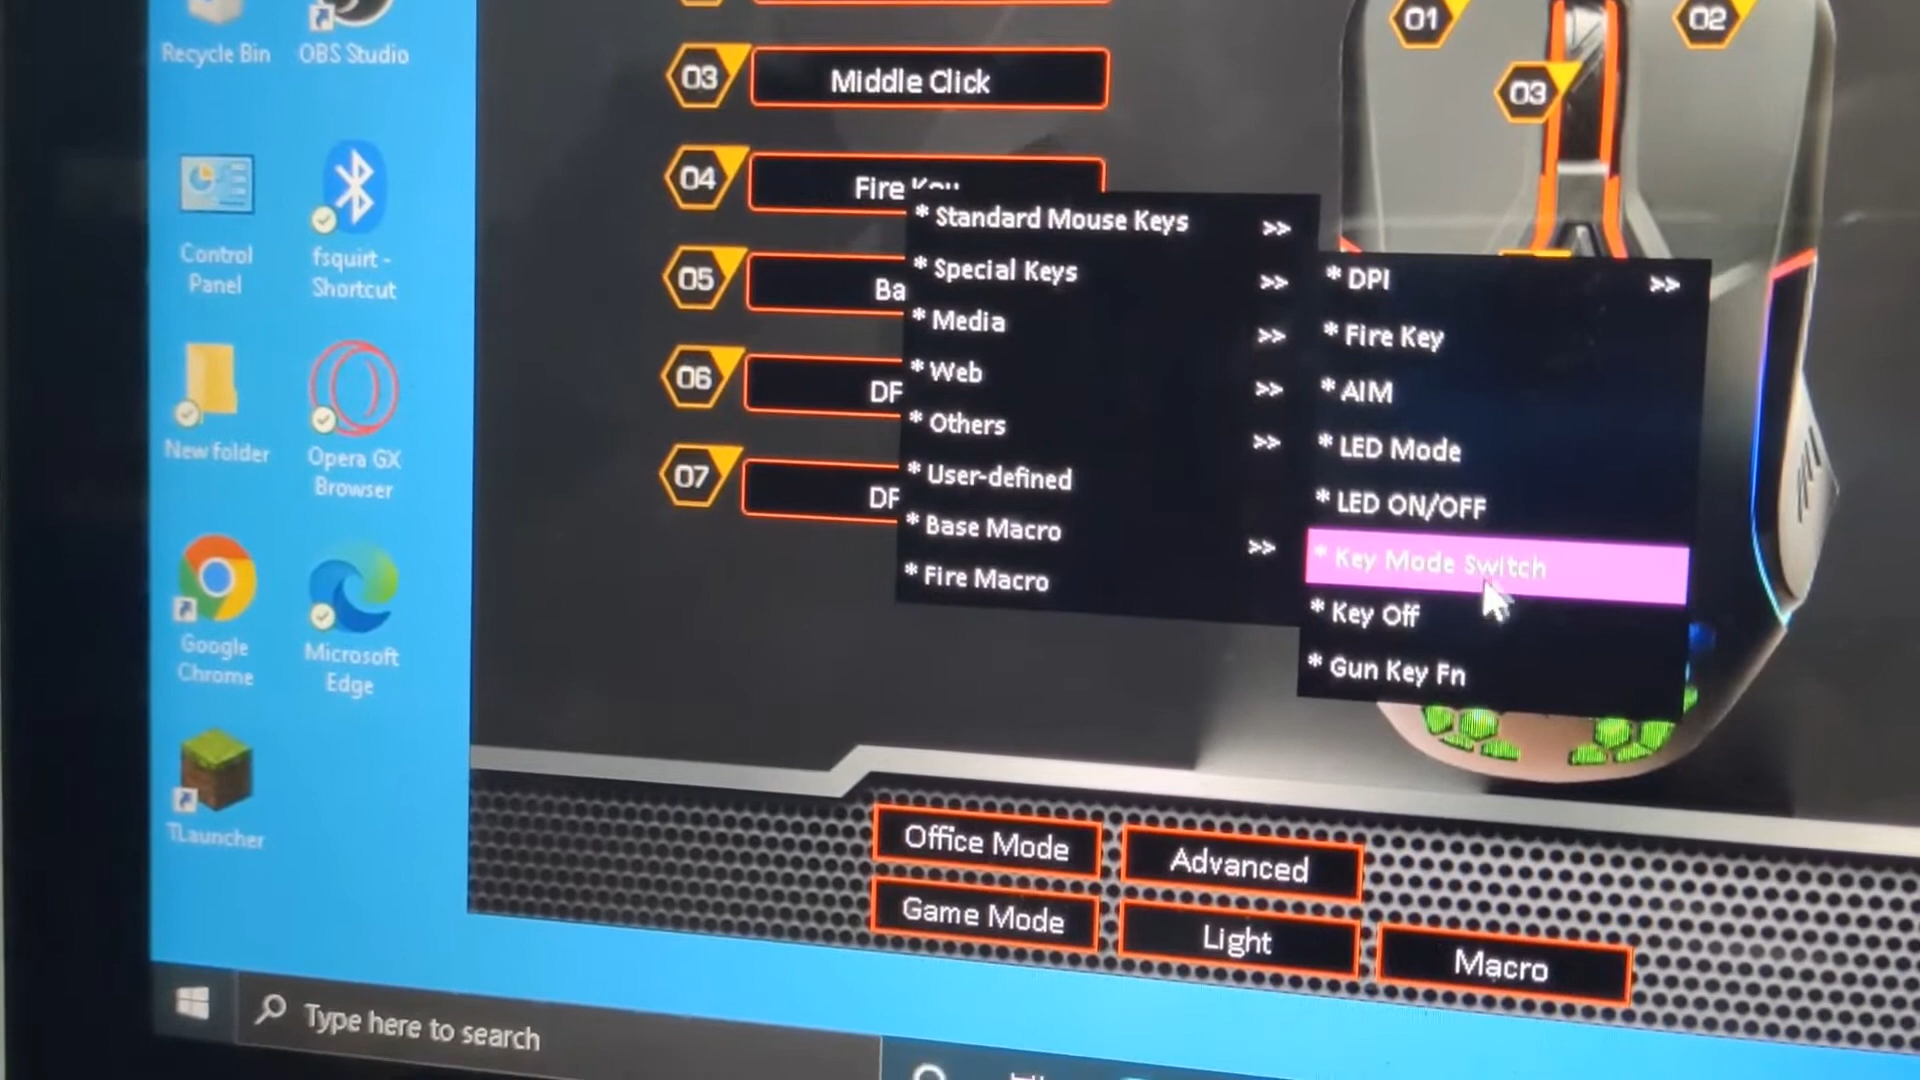 Recycle Bin
OBS Studio
Control
Panel
fsquirt -
Shortcut
New folder
Opera GX
Browser
Google
Chrome
Microsoft
Edge
TLauncher
03
Middle Click
04
Fire Key
05
Ba
06
07
* Standard Mouse Keys >>
* Special Keys >>
* Media >>
* Web >>
* Others >>
* User-defined
* Base Macro >>
* Fire Macro
* DPI >>
* Fire Key
* AIM
* LED Mode
* LED ON/OFF
* Key Mode Switch
* Key Off
* Gun Key Fn
01
02
03
Office Mode
Advanced
Game Mode
Light
Macro
Type here to search